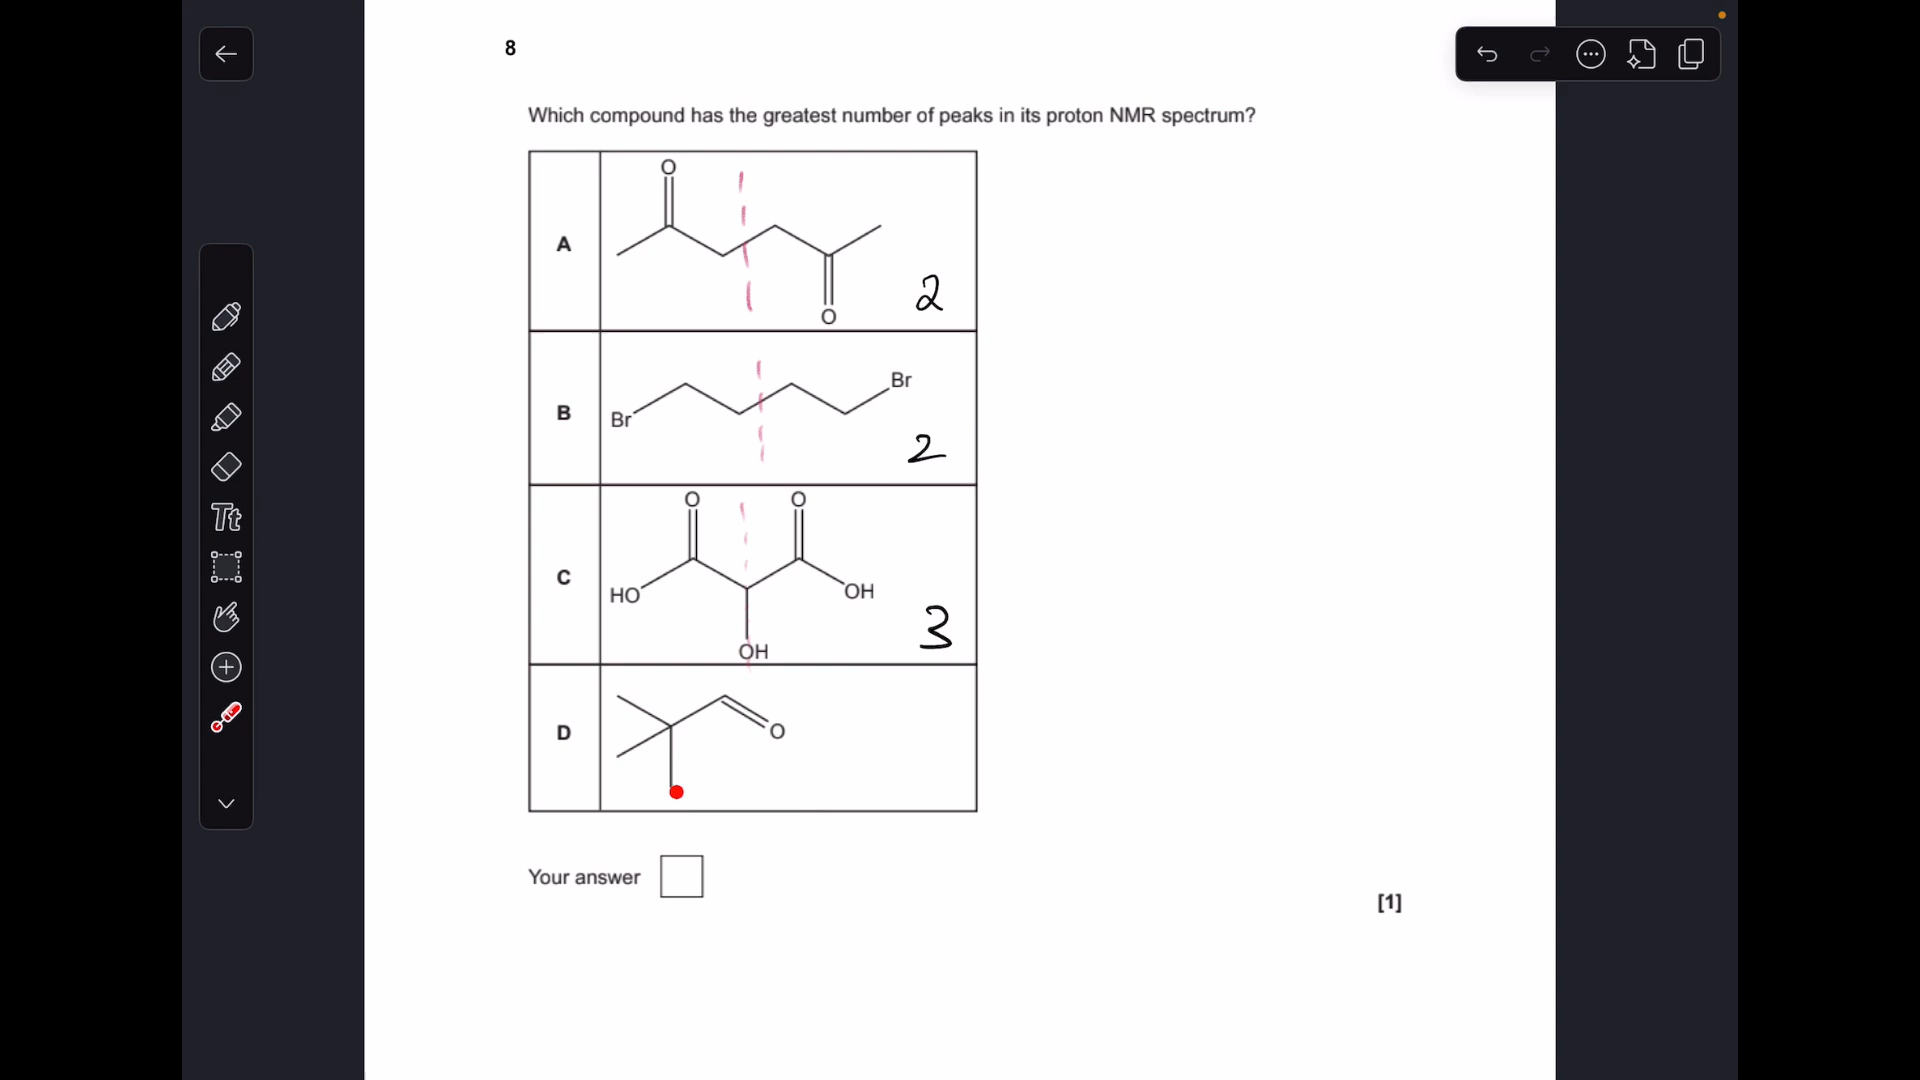 8
Which compound has the greatest number of peaks in its proton NMR spectrum?
A
O
O
2
B
Br
Br
2
C
O
O
HO
OH
OH
3
D
O
Your answer
[1]
Tt